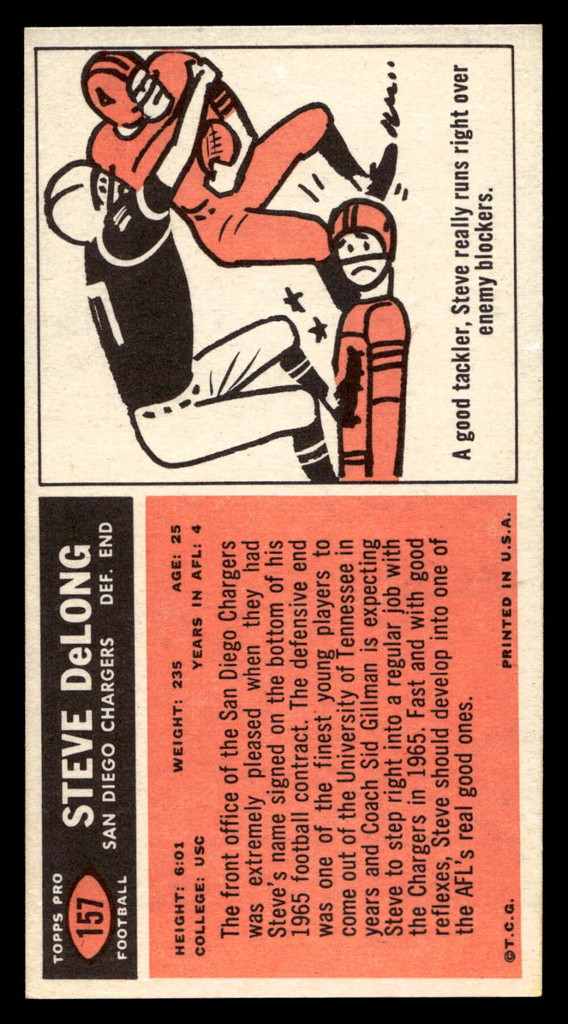 TOPPS PRO
157
FOOTBALL
STEVE DeLONG
SAN DIEGO CHARGERS DEF. END
HEIGHT: 6:01 WEIGHT: 235 AGE: 25
COLLEGE: USC YEARS IN AFL: 4
The front office of the San Diego Chargers
was extremely pleased when they had
Steve's name signed on the bottom of his
1965 football contract. The defensive end
was one of the finest young players to
come out of the University of Tennessee in
years and Coach Sid Gillman is expecting
Steve to step right into a regular job with
the Chargers in 1965. Fast and with good
reflexes, Steve should develop into one of
the AFL's real good ones.
©T.C.G. PRINTED IN U.S.A.
A good tackler, Steve really runs right over
enemy blockers.